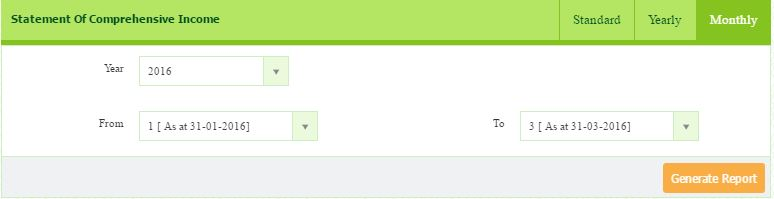 Statement Of Comprehensive Income Standard Yearly Monthly
Year 2016
From 1 [ As at 31-01-2016] To 3 [ As at 31-03-2016]
Generate Report